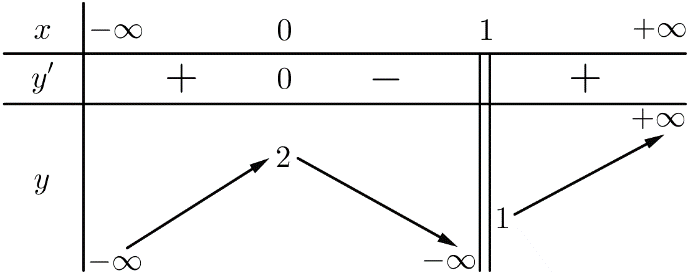 x −∞ 0 1 +∞
y′ + 0 − +
+∞
2
y
1
−∞ −∞